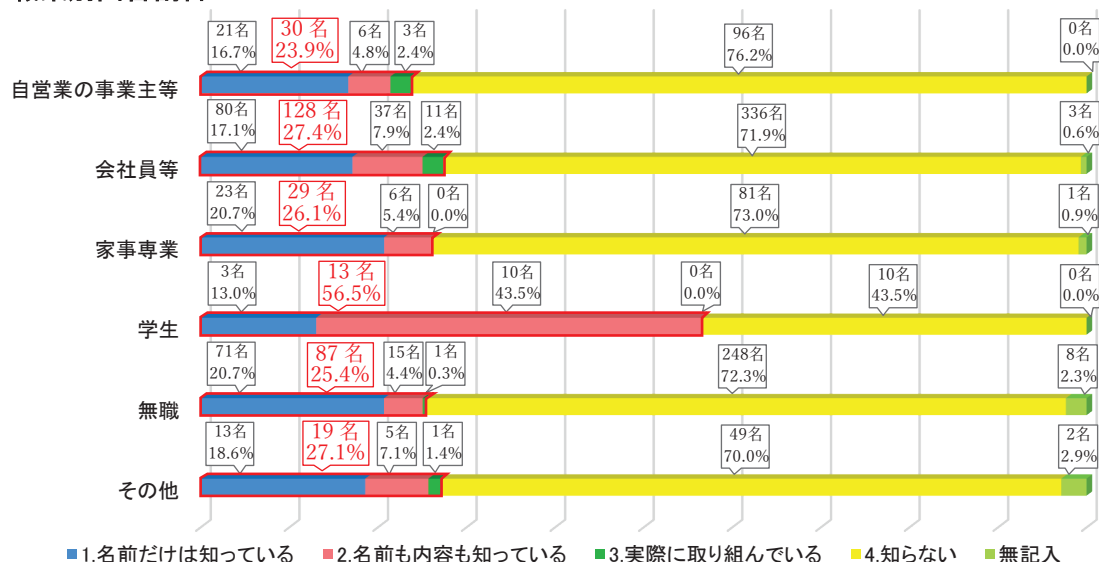 21名 16.7%
30 名 23.9%
6名 4.8%
3名 2.4%
96名 76.2%
0名 0.0%
自営業の事業主等
80名 17.1%
128 名 27.4%
37名 7.9%
11名 2.4%
336名 71.9%
3名 0.6%
会社員等
23名 20.7%
29 名 26.1%
6名 5.4%
0名 0.0%
81名 73.0%
1名 0.9%
家事専業
3名 13.0%
13 名 56.5%
10名 43.5%
0名 0.0%
10名 43.5%
0名 0.0%
学生
71名 20.7%
87 名 25.4%
15名 4.4%
1名 0.3%
248名 72.3%
8名 2.3%
無職
13名 18.6%
19 名 27.1%
5名 7.1%
1名 1.4%
49名 70.0%
2名 2.9%
その他
1.名前だけは知っている 2.名前も内容も知っている 3.実際に取り組んでいる 4.知らない 無記入